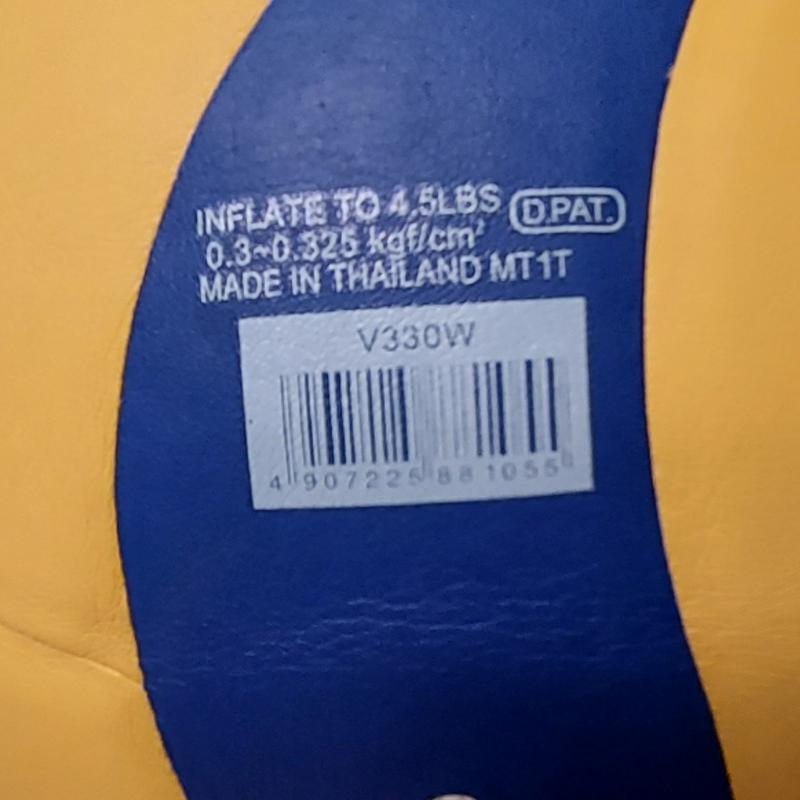 INFLATE TO 4.5LBS D.PAT.
0.3~0.325 kgf/cm²
MADE IN THAILAND MT1T
V330W
4 907225 881055